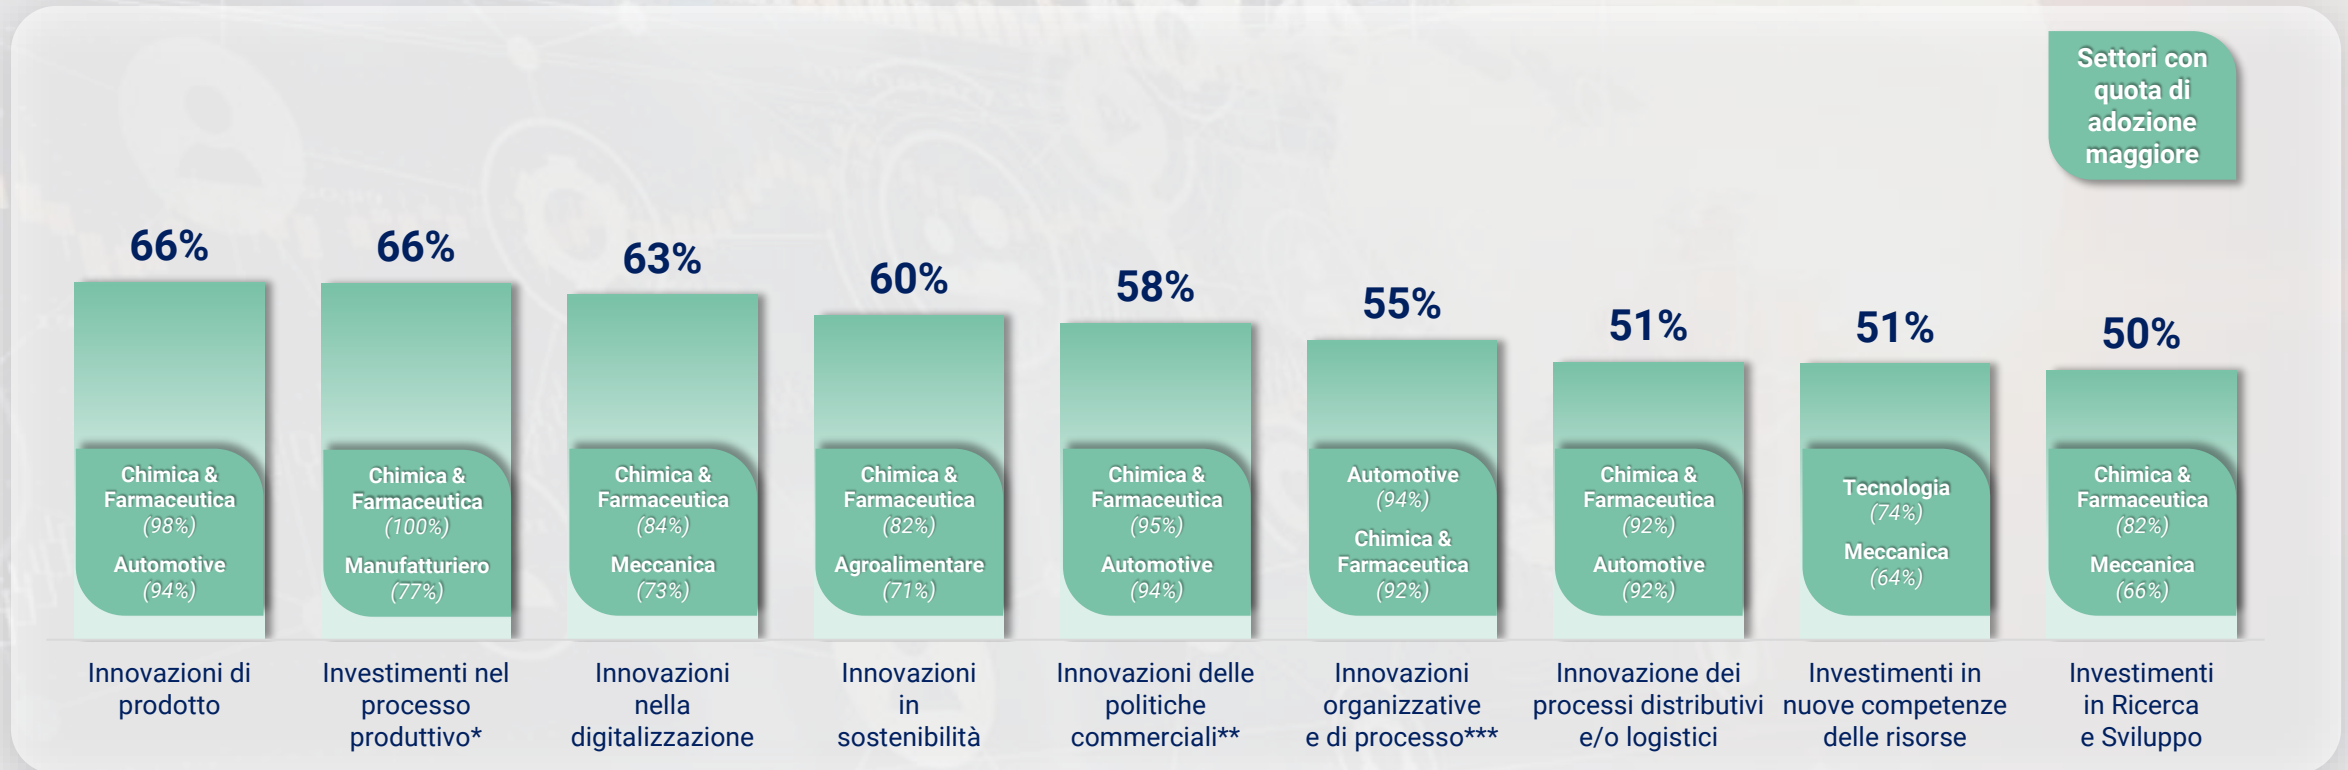 Settori con
quota di
adozione
maggiore
66%
Chimica &
Farmaceutica
(98%)
Automotive
(94%)
Innovazioni di
prodotto
66%
Chimica &
Farmaceutica
(100%)
Manufatturiero
(77%)
Investimenti nel
processo
produttivo*
63%
Chimica &
Farmaceutica
(84%)
Meccanica
(73%)
Innovazioni
nella
digitalizzazione
60%
Chimica &
Farmaceutica
(82%)
Agroalimentare
(71%)
Innovazioni
in
sostenibilità
58%
Chimica &
Farmaceutica
(95%)
Automotive
(94%)
Innovazioni delle
politiche
commerciali**
55%
Automotive
(94%)
Chimica &
Farmaceutica
(92%)
Innovazioni
organizzative
e di processo***
51%
Chimica &
Farmaceutica
(92%)
Automotive
(92%)
Innovazione dei
processi distributivi
e/o logistici
51%
Tecnologia
(74%)
Meccanica
(64%)
Investimenti in
nuove competenze
delle risorse
50%
Chimica &
Farmaceutica
(82%)
Meccanica
(66%)
Investimenti
in Ricerca
e Sviluppo